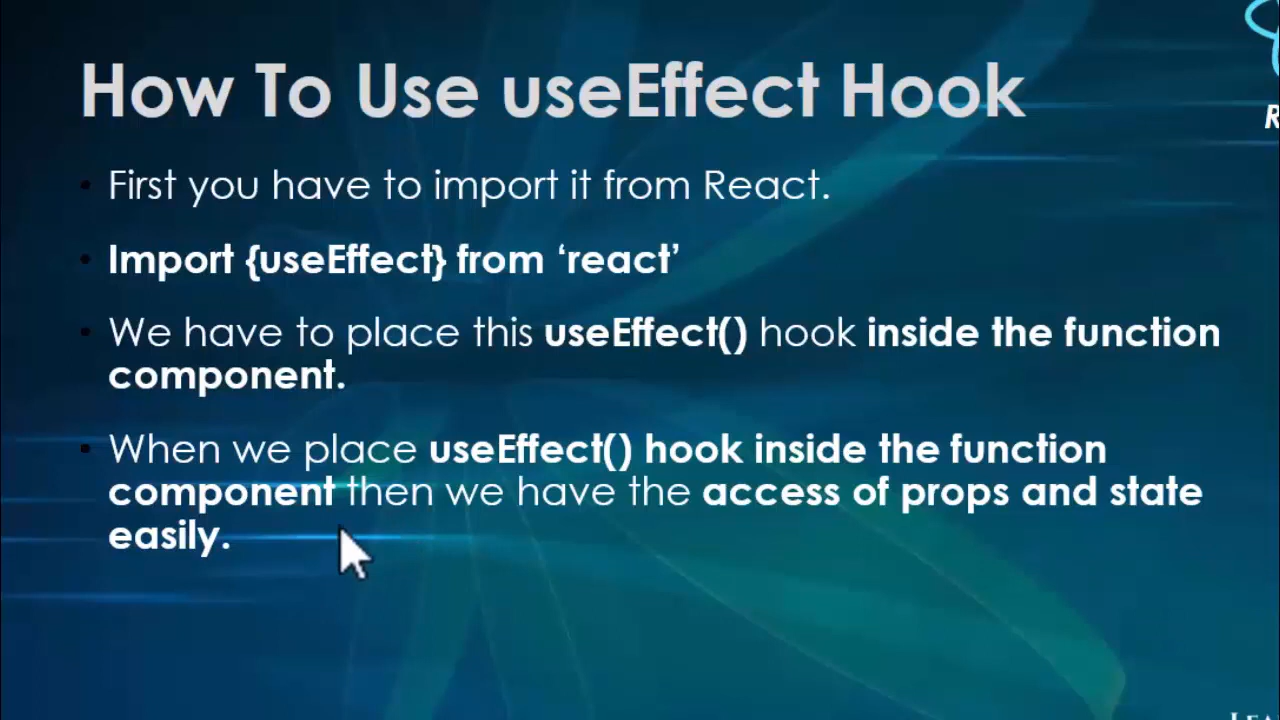 How To Use useEffect Hook
First you have to import it from React.
Import {useEffect} from ‘react’
We have to place this useEffect() hook inside the function
component.
When we place useEffect() hook inside the function
component then we have the access of props and state
easily.